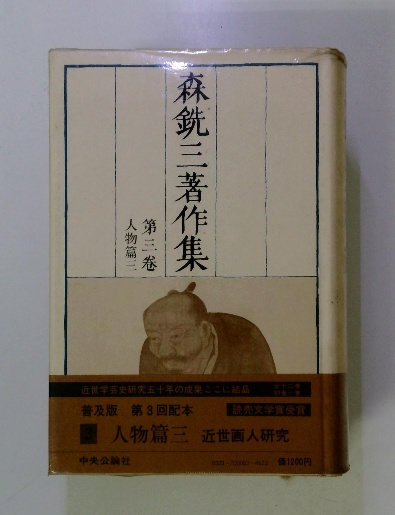 森銑三著作集
第三巻
人物篇三
近世学芸史研究五十年の成果ここに結晶
普及版 第3回配本
読売文学賞受賞
3 人物篇三 近世画人研究
中央公論社
価1200円